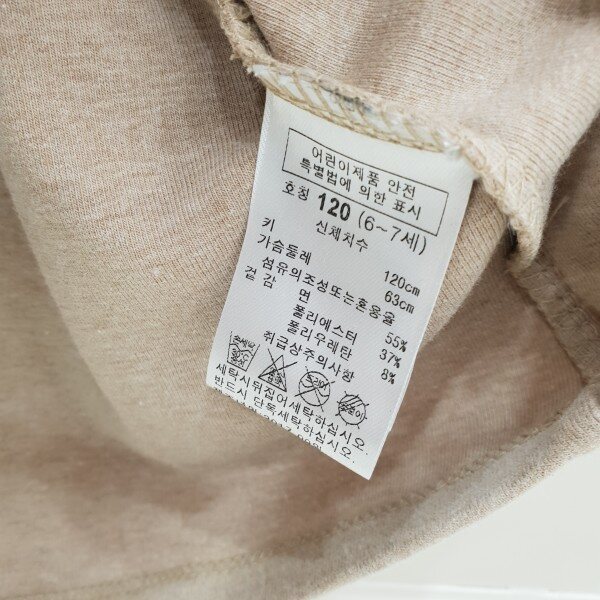 어린이제품 안전
특별법에 의한 표시
호칭 120 (6~7세)
신체치수
키 120cm
가슴둘레 63cm
섬유의조성또는혼용율
겉감
면 55%
폴리에스터 37%
폴리우레탄 8%
취급상주의사항
세탁시뒤집어세탁하십시오.
반드시 단독세탁하십시오.